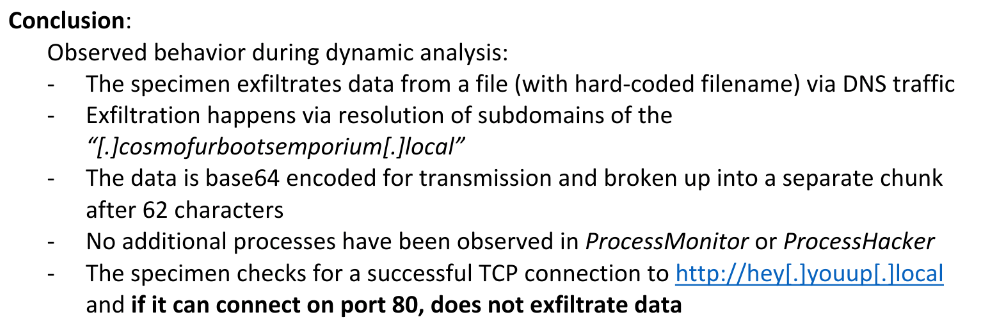 Conclusion:
Observed behavior during dynamic analysis:
- The specimen exfiltrates data from a file (with hard-coded filename) via DNS traffic
- Exfiltration happens via resolution of subdomains of the
“[.]cosmofurbootsemporium[.]local”
- The data is base64 encoded for transmission and broken up into a separate chunk
after 62 characters
- No additional processes have been observed in ProcessMonitor or ProcessHacker
- The specimen checks for a successful TCP connection to http://hey[.]youup[.]local
and if it can connect on port 80, does not exfiltrate data